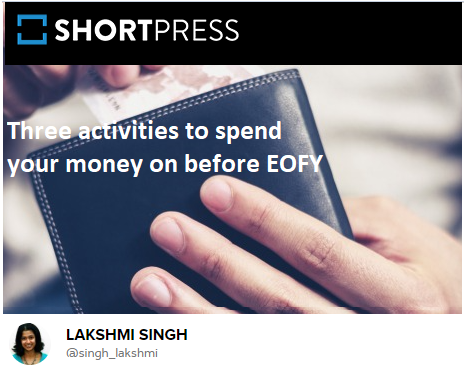 SHORTPRESS
Three activities to spend
your money on before EOFY
LAKSHMI SINGH
@singh_lakshmi